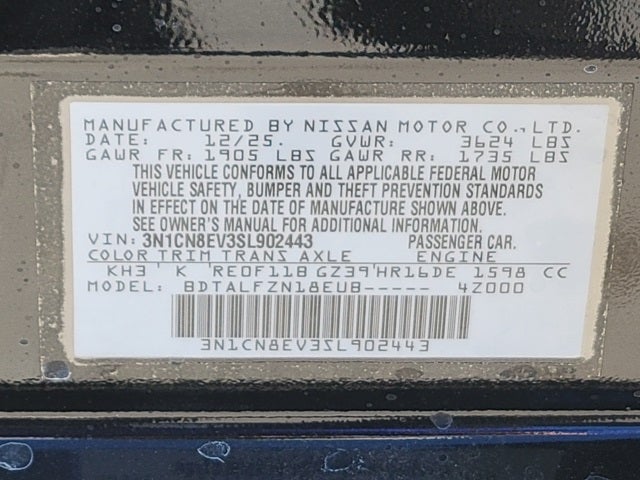 MANUFACTURED BY NISSAN MOTOR CO., LTD.
DATE: 12/25. GVWR: 3624 LBS
GAWR FR: 1905 LBS GAWR RR: 1735 LBS
THIS VEHICLE CONFORMS TO ALL APPLICABLE FEDERAL MOTOR
VEHICLE SAFETY, BUMPER AND THEFT PREVENTION STANDARDS
IN EFFECT ON THE DATE OF MANUFACTURE SHOWN ABOVE.
SEE OWNER'S MANUAL FOR ADDITIONAL INFORMATION.
VIN: 3N1CN8EV3SL902443 PASSENGER CAR.
COLOR TRIM TRANS AXLE ENGINE
KH3 ' K 'RE0F11B GZ39'HR16DE 1598 CC
MODEL: BDTALFZN18EUB----- 4Z000
3N1CN8EV3SL902443